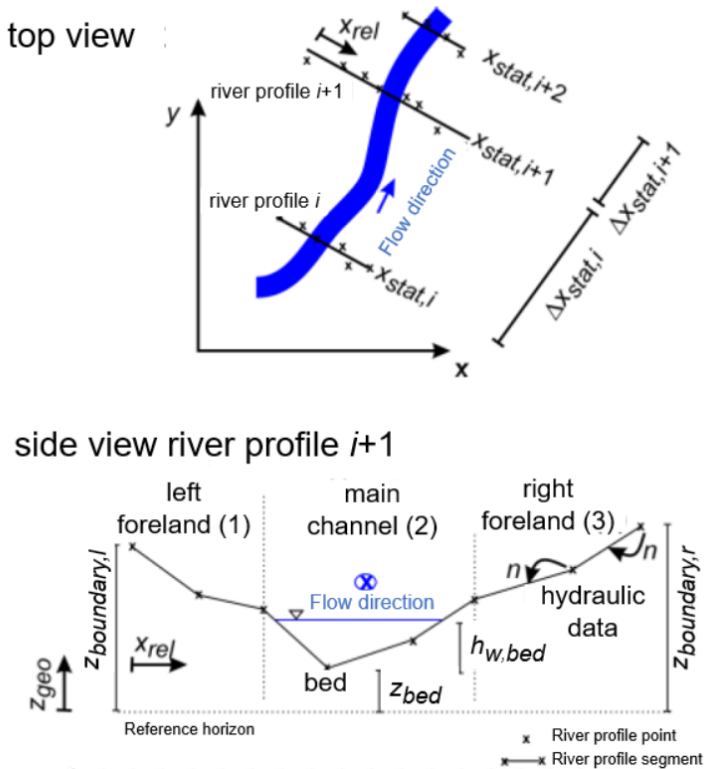 top view
x_rel
x_stat,i+2
river profile i+1
y
x_stat,i+1
river profile i
Flow direction
x_stat,i
Δx_stat,i+1
Δx_stat,i
x
side view river profile i+1
left
foreland (1)
main
channel (2)
right
foreland (3)
z_boundary,l
n
n
x
Flow direction
hydraulic
data
z_boundary,r
x_rel
h_w,bed
z_geo
bed
z_bed
Reference horizon
x River profile point
x—x River profile segment